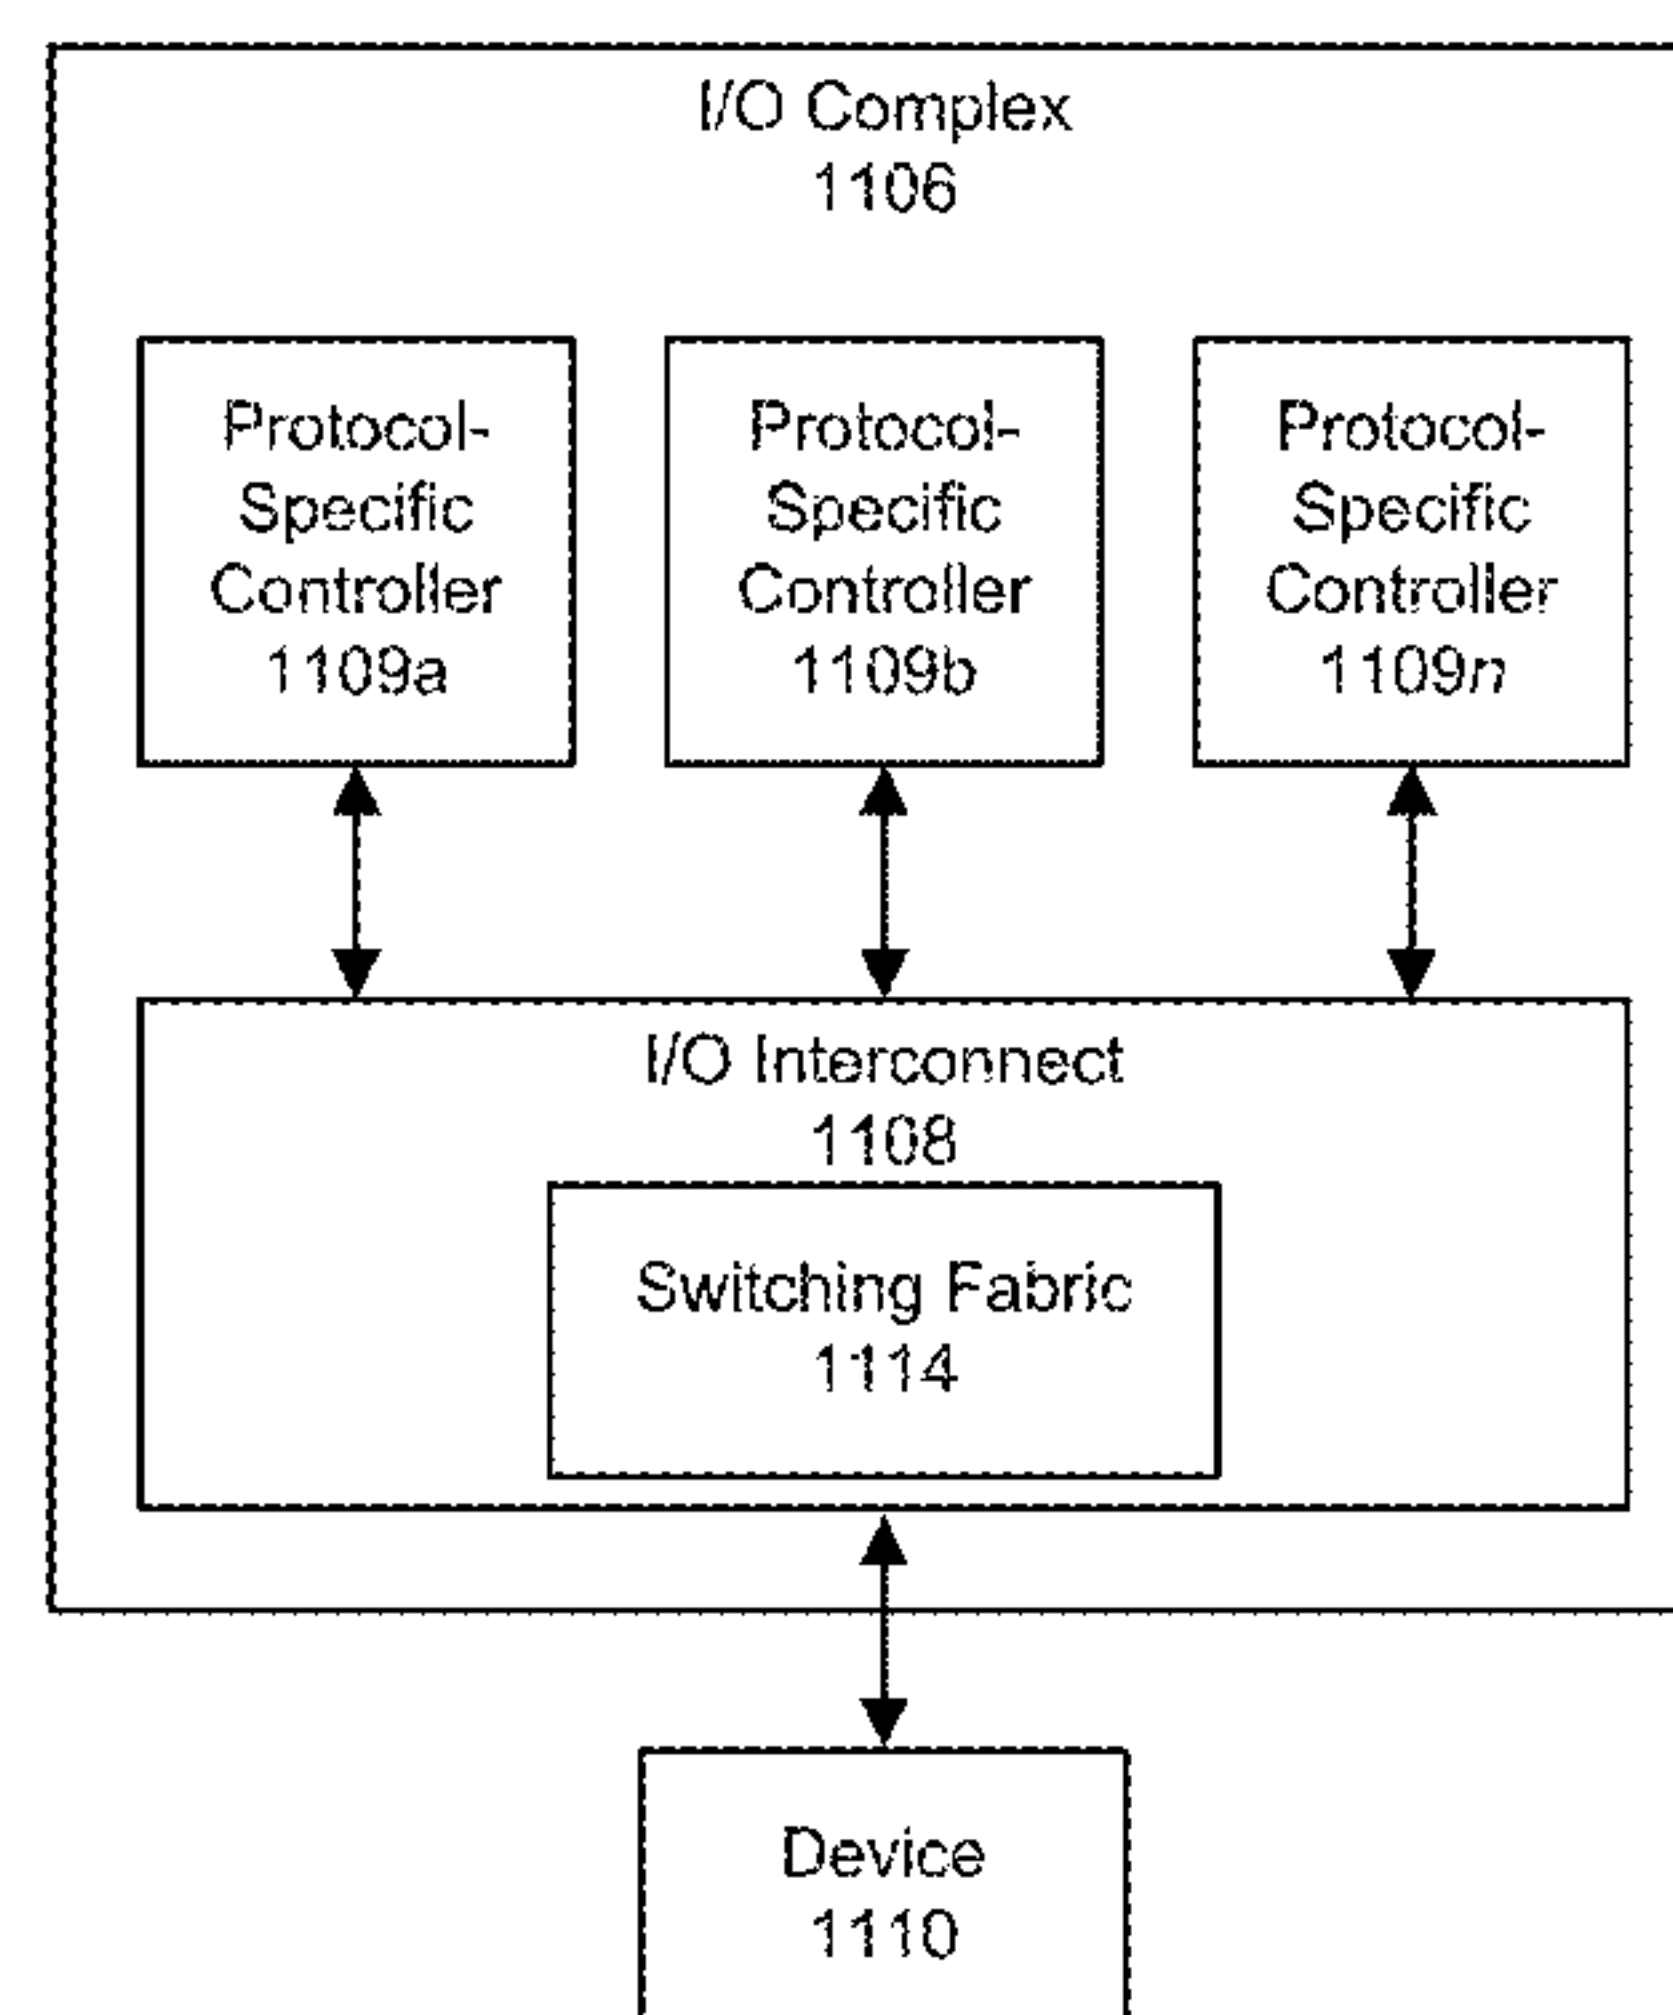 I/O Complex
1106
Protocol-
Specific
Controller
1109a
Protocol-
Specific
Controller
1109b
Protocol-
Specific
Controller
1109n
I/O Interconnect
1108
Switching Fabric
1114
Device
1110